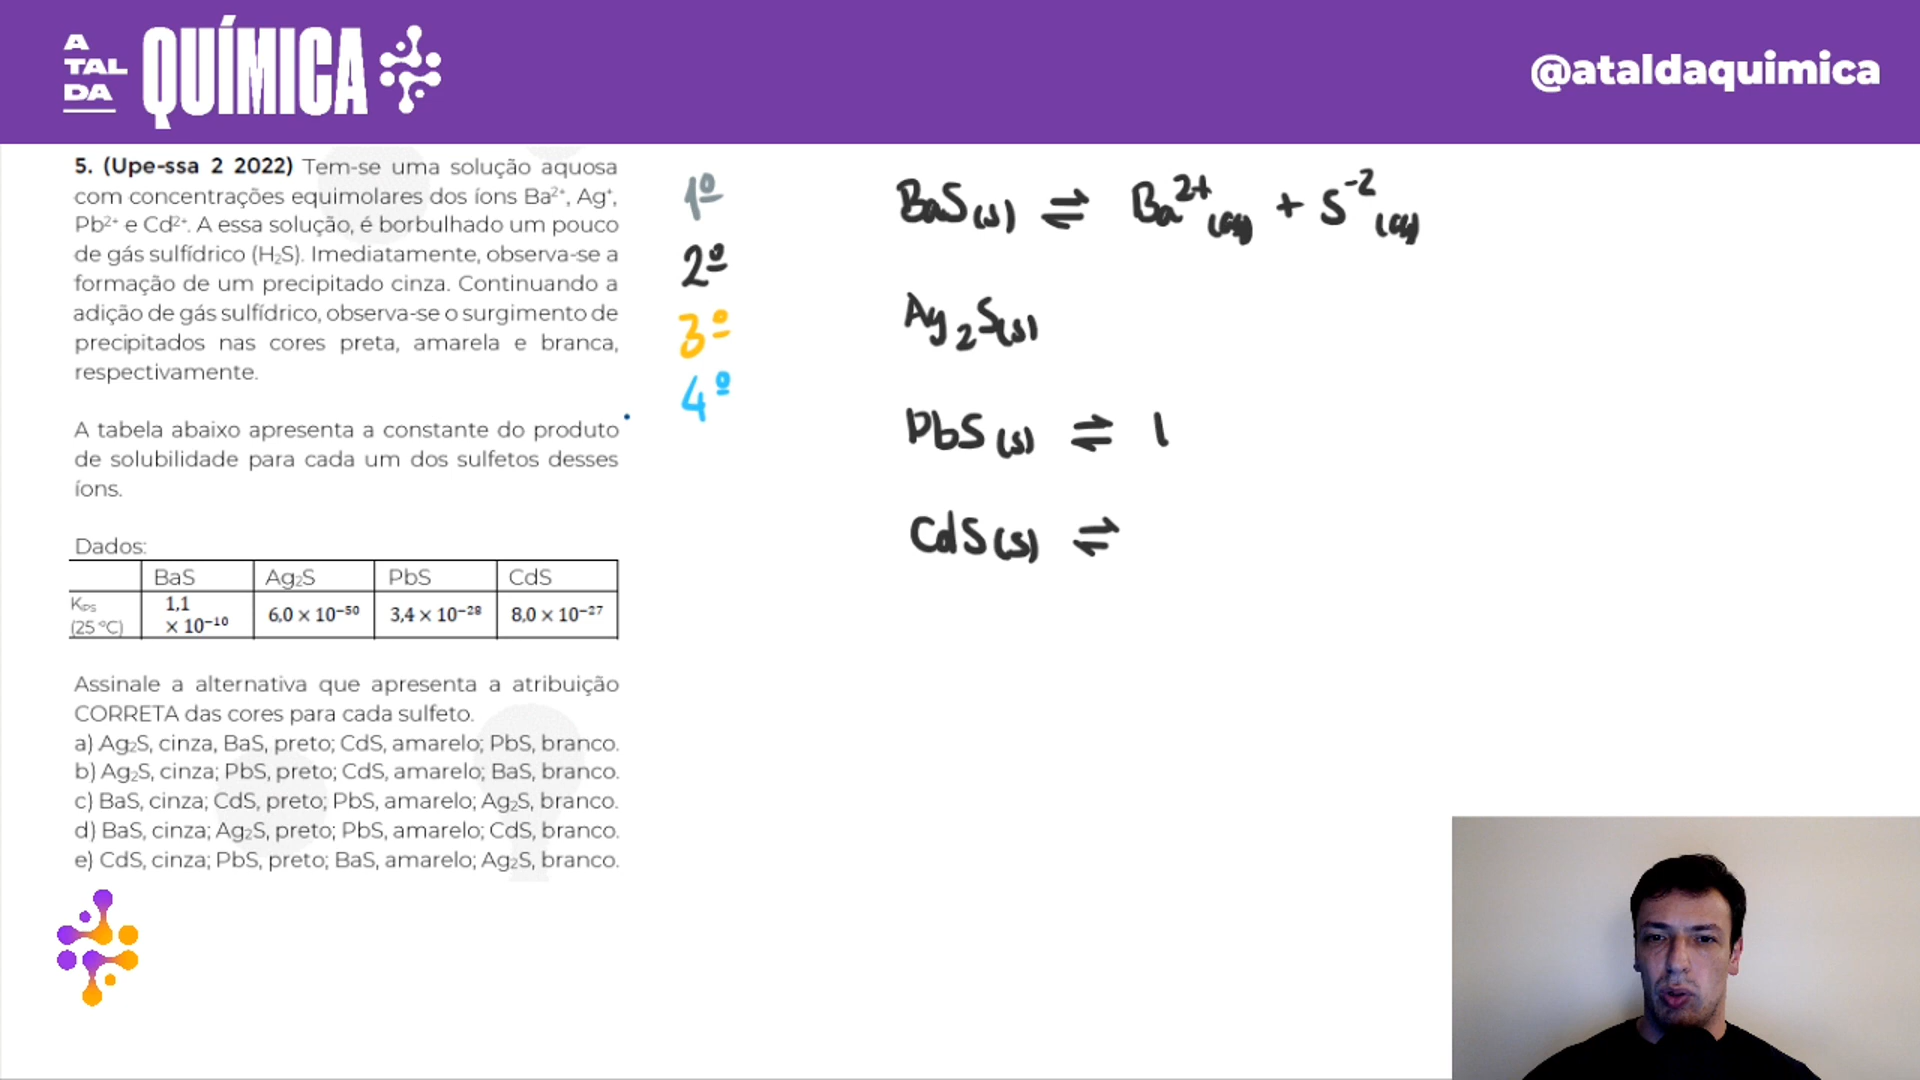 A
TAL
DA
QUÍMICA
@ataldaquimica
5. (Upe-ssa 2 2022) Tem-se uma solução aquosa
com concentrações equimolares dos íons Ba²⁺, Ag⁺,
Pb²⁺ e Cd²⁺. A essa solução, é borbulhado um pouco
de gás sulfídrico (H₂S). Imediatamente, observa-se a
formação de um precipitado cinza. Continuando a
adição de gás sulfídrico, observa-se o surgimento de
precipitados nas cores preta, amarela e branca,
respectivamente.
A tabela abaixo apresenta a constante do produto
de solubilidade para cada um dos sulfetos desses
íons.
Dados:
BaS Ag₂S PbS CdS
Kₚₛ (25 °C) 1,1 × 10⁻¹⁰ 6,0 × 10⁻⁵⁰ 3,4 × 10⁻²⁸ 8,0 × 10⁻²⁷
Assinale a alternativa que apresenta a atribuição
CORRETA das cores para cada sulfeto.
a) Ag₂S, cinza, BaS, preto; CdS, amarelo; PbS, branco.
b) Ag₂S, cinza; PbS, preto; CdS, amarelo; BaS, branco.
c) BaS, cinza; CdS, preto; PbS, amarelo; Ag₂S, branco.
d) BaS, cinza; Ag₂S, preto; PbS, amarelo; CdS, branco.
e) CdS, cinza; PbS, preto; BaS, amarelo; Ag₂S, branco.
1º
2º
3º
4º
BaS(s) ⇌ Ba²⁺(aq) + S⁻²(aq)
Ag₂S(s)
PbS(s) ⇌ l
CdS(s) ⇌